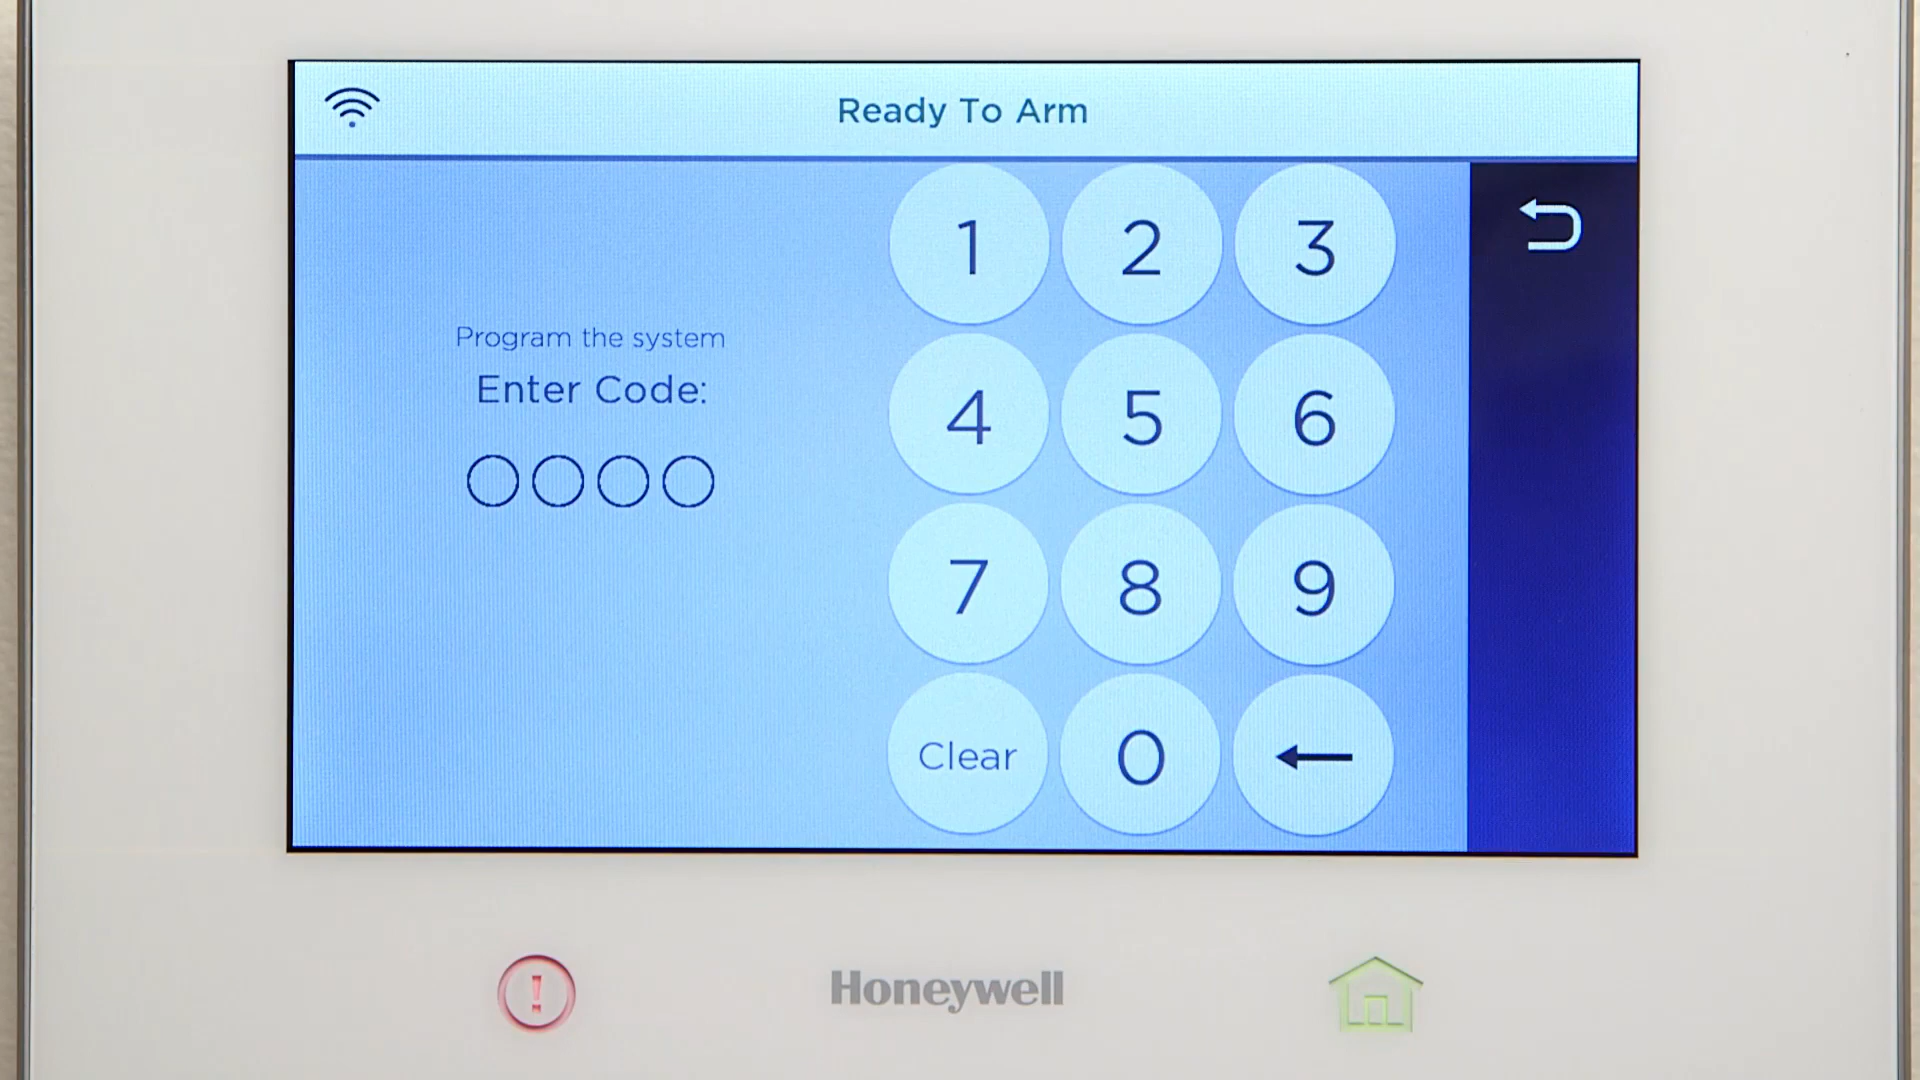 Ready To Arm
Program the system
Enter Code:
1 2 3
4 5 6
7 8 9
Clear 0
Honeywell